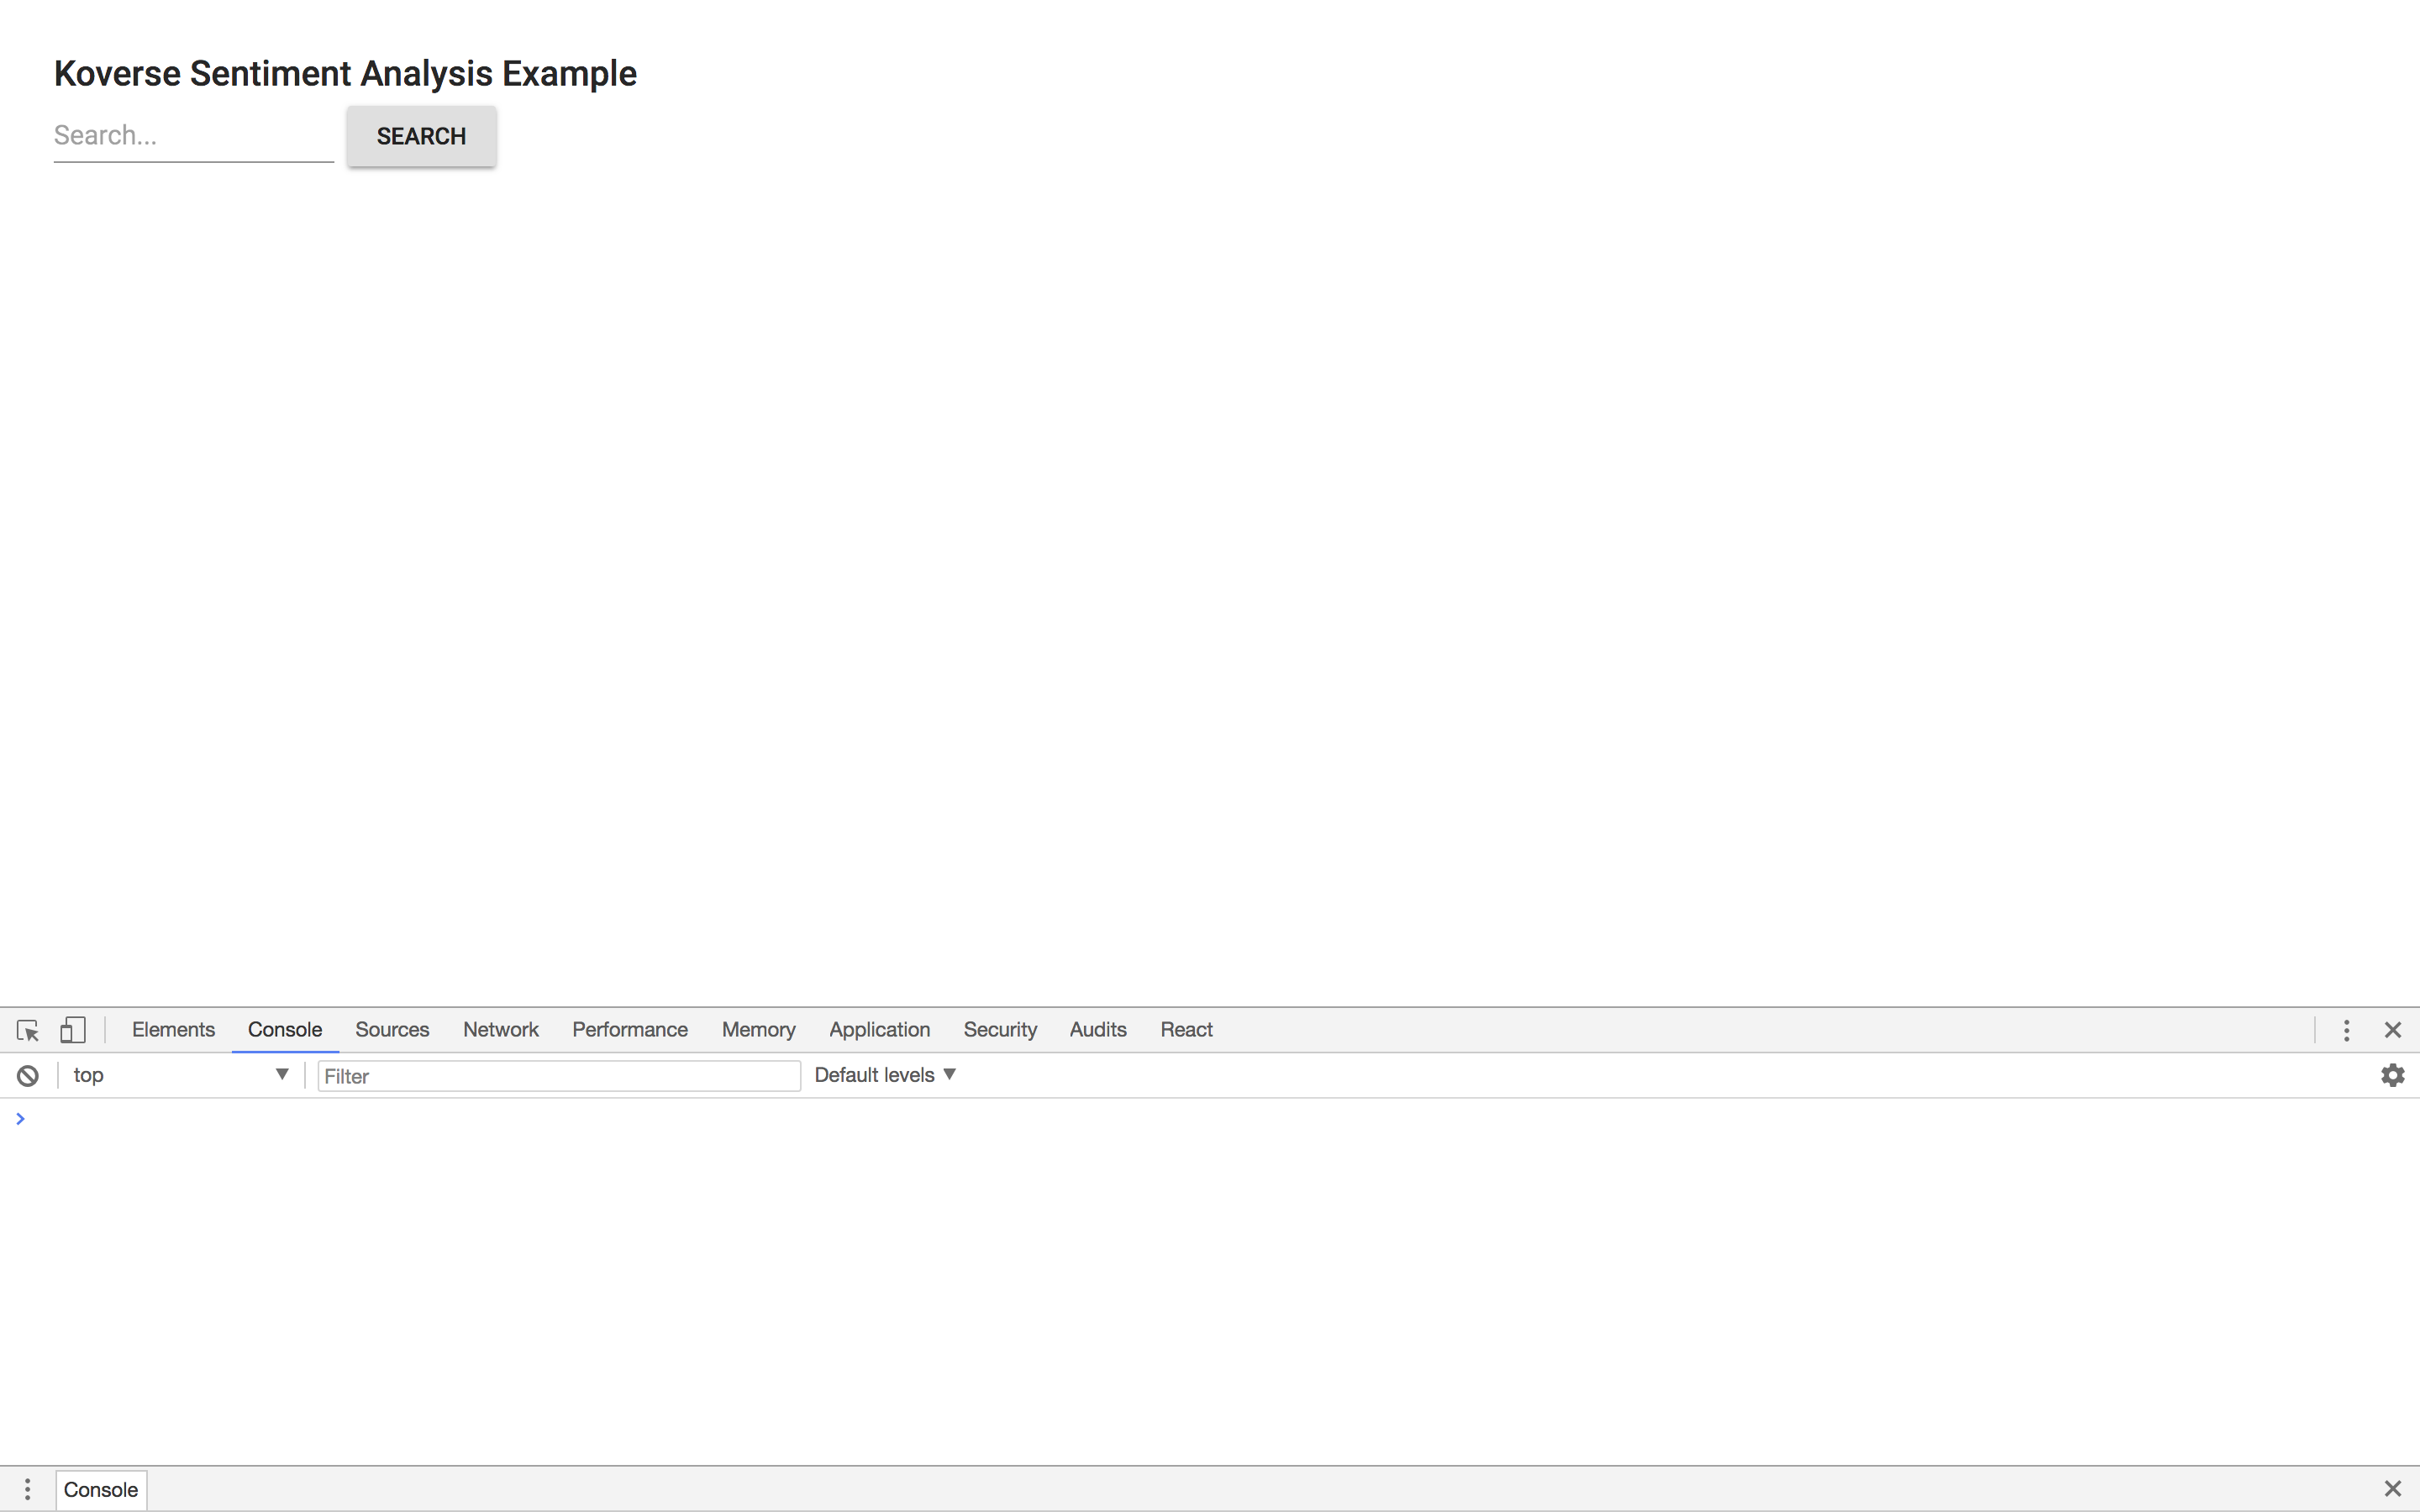 Koverse Sentiment Analysis Example
Search... SEARCH
Elements Console Sources Network Performance Memory Application Security Audits React
top Filter Default levels
Console